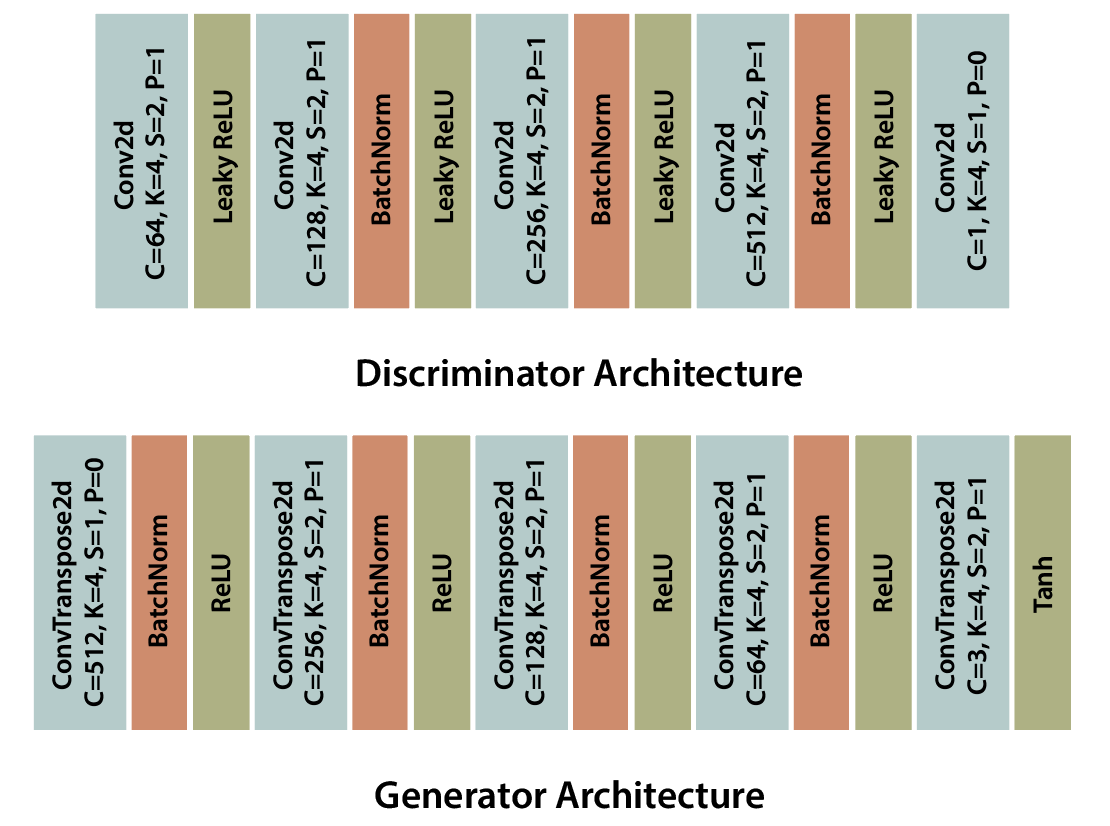 Conv2d
C=64, K=4, S=2, P=1
Leaky ReLU
Conv2d
C=128, K=4, S=2, P=1
BatchNorm
Leaky ReLU
Conv2d
C=256, K=4, S=2, P=1
BatchNorm
Leaky ReLU
Conv2d
C=512, K=4, S=2, P=1
BatchNorm
Leaky ReLU
Conv2d
C=1, K=4, S=1, P=0
Discriminator Architecture
ConvTranspose2d
C=512, K=4, S=1, P=0
BatchNorm
ReLU
ConvTranspose2d
C=256, K=4, S=2, P=1
BatchNorm
ReLU
ConvTranspose2d
C=128, K=4, S=2, P=1
BatchNorm
ReLU
ConvTranspose2d
C=64, K=4, S=2, P=1
BatchNorm
ReLU
ConvTranspose2d
C=3, K=4, S=2, P=1
Tanh
Generator Architecture